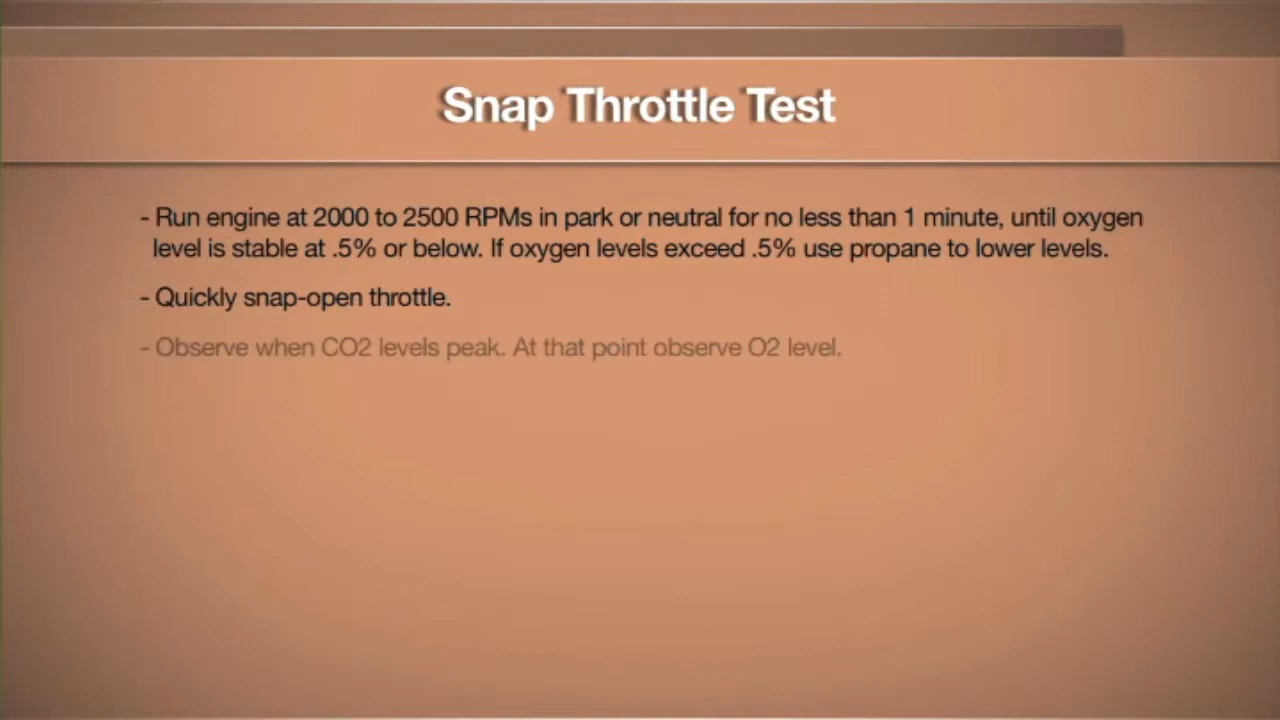 Snap Throttle Test
- Run engine at 2000 to 2500 RPMs in park or neutral for no less than 1 minute, until oxygen
level is stable at .5% or below. If oxygen levels exceed .5% use propane to lower levels.
- Quickly snap-open throttle.
- Observe when CO2 levels peak. At that point observe O2 level.